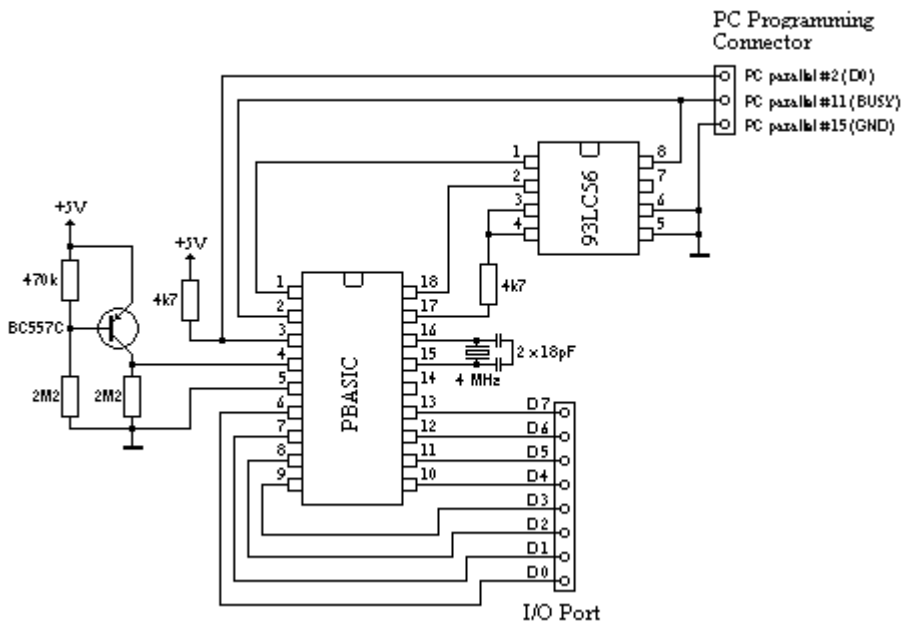 PC Programming
Connector
PC parallel #2 (D0)
PC parallel #11 (BUSY)
PC parallel #15 (GND)
1
2
3
4
93LC56
8
7
6
5
+5V
470k
BC557C
2M2
2M2
+5V
4k7
4k7
1
2
3
4
5
6
7
8
9
PBASIC
18
17
16
15
14
13
12
11
10
2 × 18pF
4 MHz
D7
D6
D5
D4
D3
D2
D1
D0
I/O Port